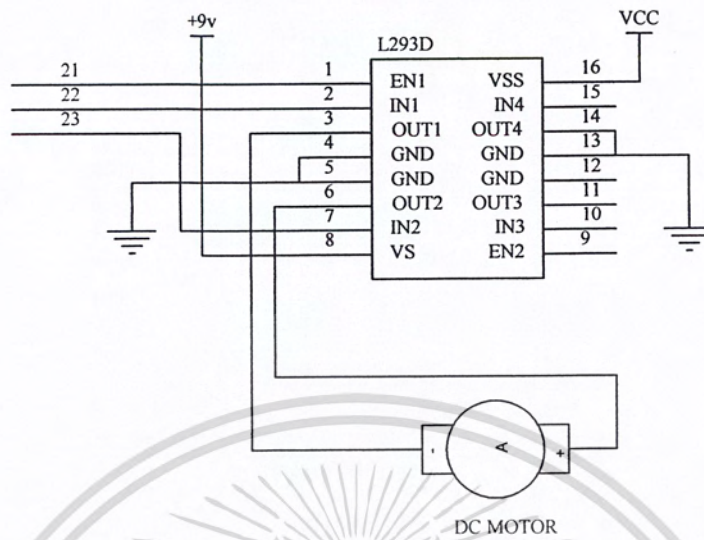 +9v
VCC
L293D
21
1
EN1
VSS
16
22
2
IN1
IN4
15
23
3
OUT1
OUT4
14
4
GND
GND
13
5
GND
GND
12
6
OUT2
OUT3
11
7
IN2
IN3
10
8
VS
EN2
9
-
A
+
DC MOTOR